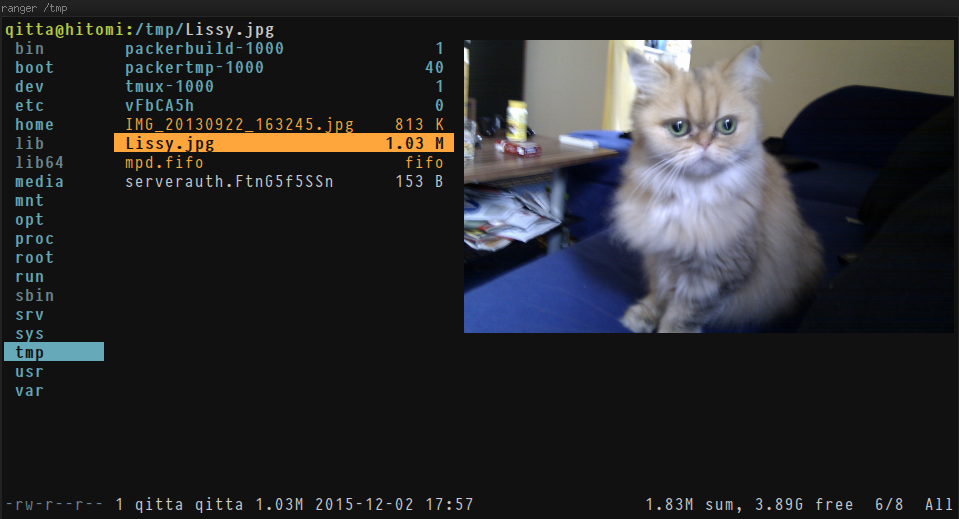 ranger /tmp
qitta@hitomi:/tmp/Lissy.jpg
bin packerbuild-1000 1
boot packertmp-1000 40
dev tmux-1000 1
etc vFbCA5h 0
home IMG_20130922_163245.jpg 813 K
lib Lissy.jpg 1.03 M
lib64 mpd.fifo fifo
media serverauth.FtnG5f5SSn 153 B
mnt
opt
proc
root
run
sbin
srv
sys
tmp
usr
var
-rw-r--r-- 1 qitta qitta 1.03M 2015-12-02 17:57 1.83M sum, 3.89G free 6/8 All